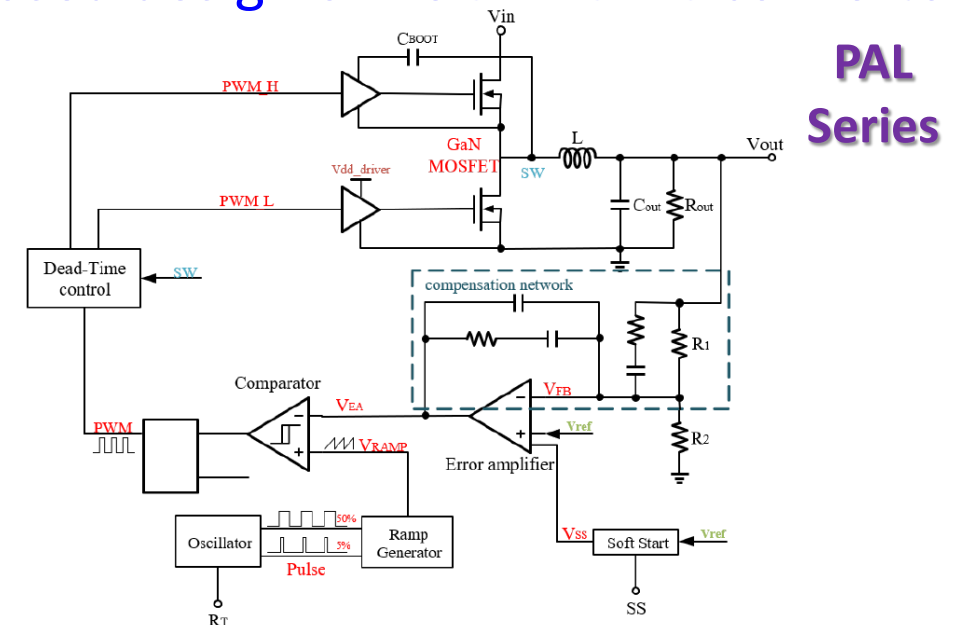 PAL
Series
Vin
CBOOT
PWM_H
GaN
MOSFET
SW
L
Vout
Vdd_driver
PWM L
Cout
Rout
Dead-Time
control
SW
compensation network
R1
Comparator
VEA
VFB
Vref
R2
PWM
VRAMP
Error amplifier
Oscillator
50%
5%
Pulse
Ramp
Generator
VSS
Soft Start
Vref
RT
SS